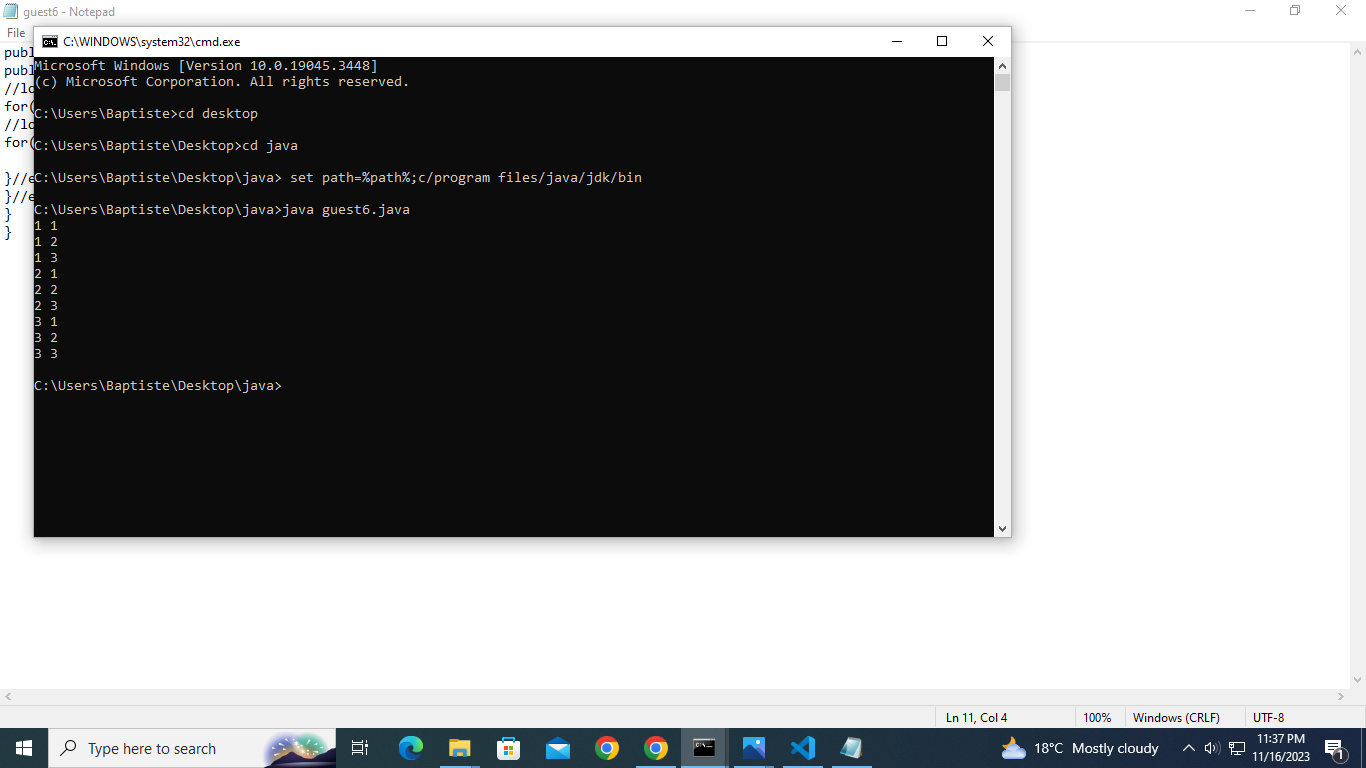 guest6 - Notepad
File
publ
publ
//lo
for(
//lo
for(
}//e
}//e
}
}
C:\WINDOWS\system32\cmd.exe
Microsoft Windows [Version 10.0.19045.3448]
(c) Microsoft Corporation. All rights reserved.
C:\Users\Baptiste>cd desktop
C:\Users\Baptiste\Desktop>cd java
C:\Users\Baptiste\Desktop\java> set path=%path%;c/program files/java/jdk/bin
C:\Users\Baptiste\Desktop\java>java guest6.java
1 1
1 2
1 3
2 1
2 2
2 3
3 1
3 2
3 3
C:\Users\Baptiste\Desktop\java>
Ln 11, Col 4 100% Windows (CRLF) UTF-8
Type here to search
18°C Mostly cloudy
11:37 PM
11/16/2023
1